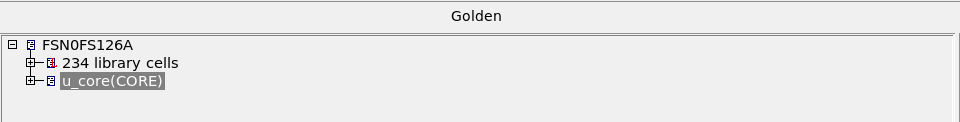 Golden
FSN0FS126A
234 library cells
u_core(CORE)